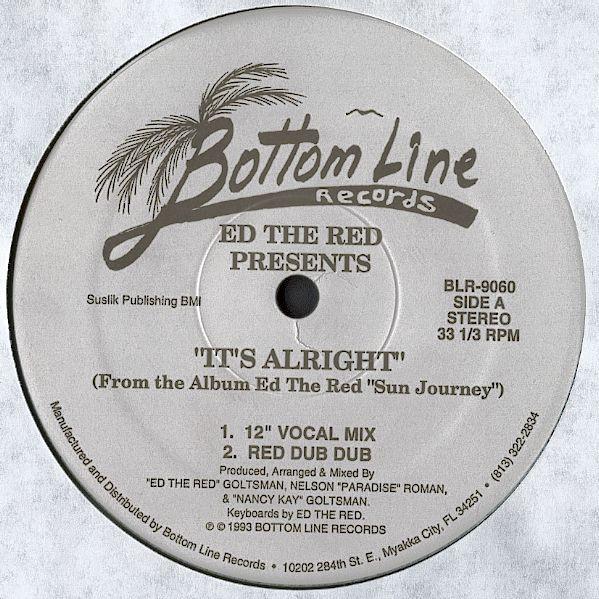 Bottom Line
Records
ED THE RED
PRESENTS
Suslik Publishing BMI
BLR-9060
SIDE A
STEREO
33 1/3 RPM
"IT'S ALRIGHT"
(From the Album Ed The Red "Sun Journey")
1. 12" VOCAL MIX
2. RED DUB DUB
Produced, Arranged & Mixed By
"ED THE RED" GOLTSMAN, NELSON "PARADISE" ROMAN,
& "NANCY KAY" GOLTSMAN.
Keyboards by ED THE RED.
℗ © 1993 BOTTOM LINE RECORDS
Manufactured and Distributed by Bottom Line Records • 10202 284th St. E., Myakka City, FL 34251 • (813) 322-2834